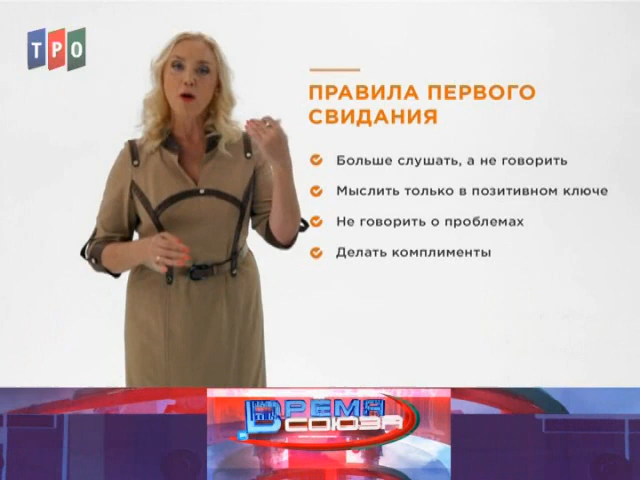 ТРО
ПРАВИЛА ПЕРВОГО
СВИДАНИЯ
Больше слушать, а не говорить
Мыслить только в позитивном ключе
Не говорить о проблемах
Делать комплименты
ВРЕМЯ
СОЮЗА